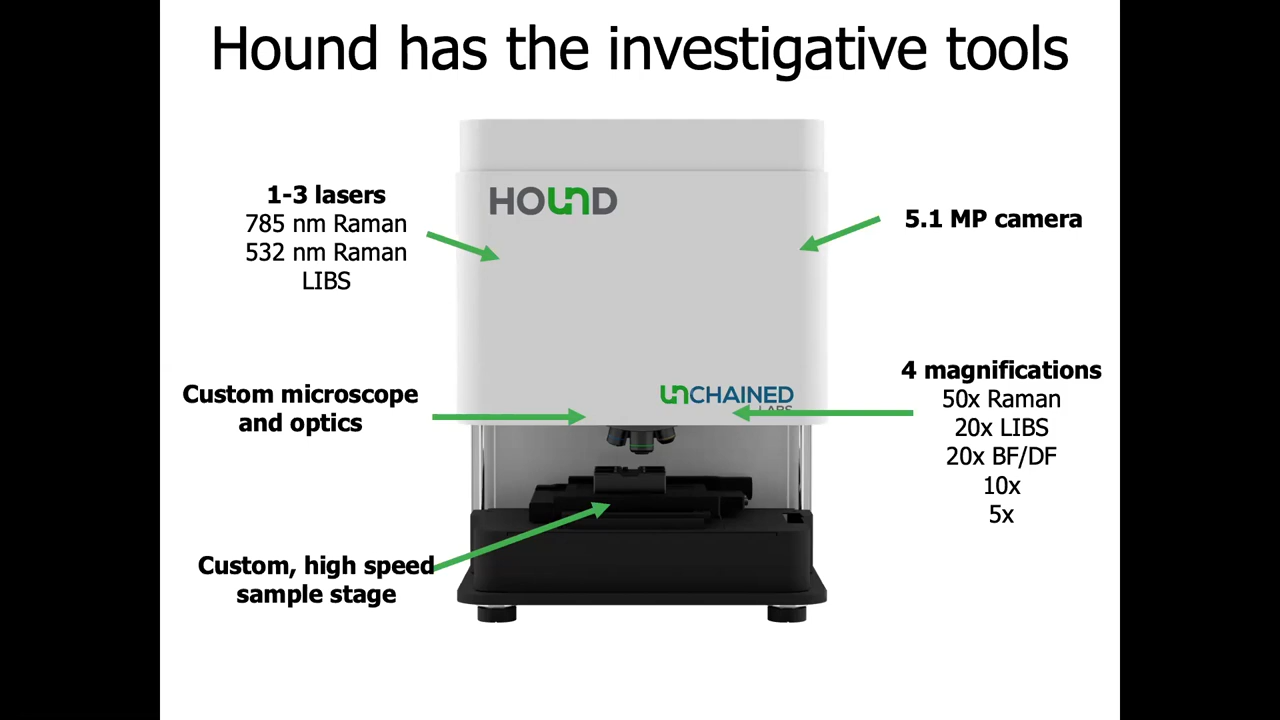 Hound has the investigative tools
HOUND
1-3 lasers
785 nm Raman
532 nm Raman
LIBS
5.1 MP camera
Custom microscope
and optics
UNCHAINED
LABS
4 magnifications
50x Raman
20x LIBS
20x BF/DF
10x
5x
Custom, high speed
sample stage